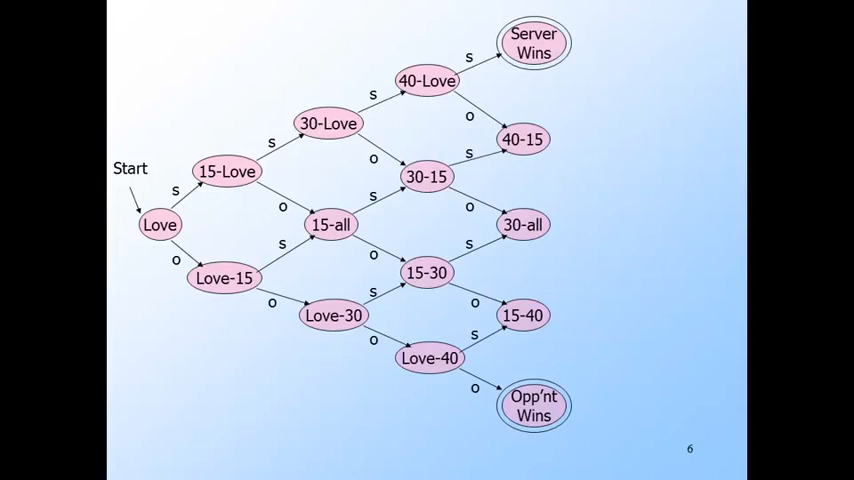 Server
Wins
s
40-Love
s
o
30-Love
40-15
s
s
o
Start
15-Love
30-15
s
s
o
o
Love
15-all
30-all
o
s
o
s
Love-15
15-30
o
s
o
Love-30
15-40
o
s
Love-40
o
Opp’nt
Wins
6